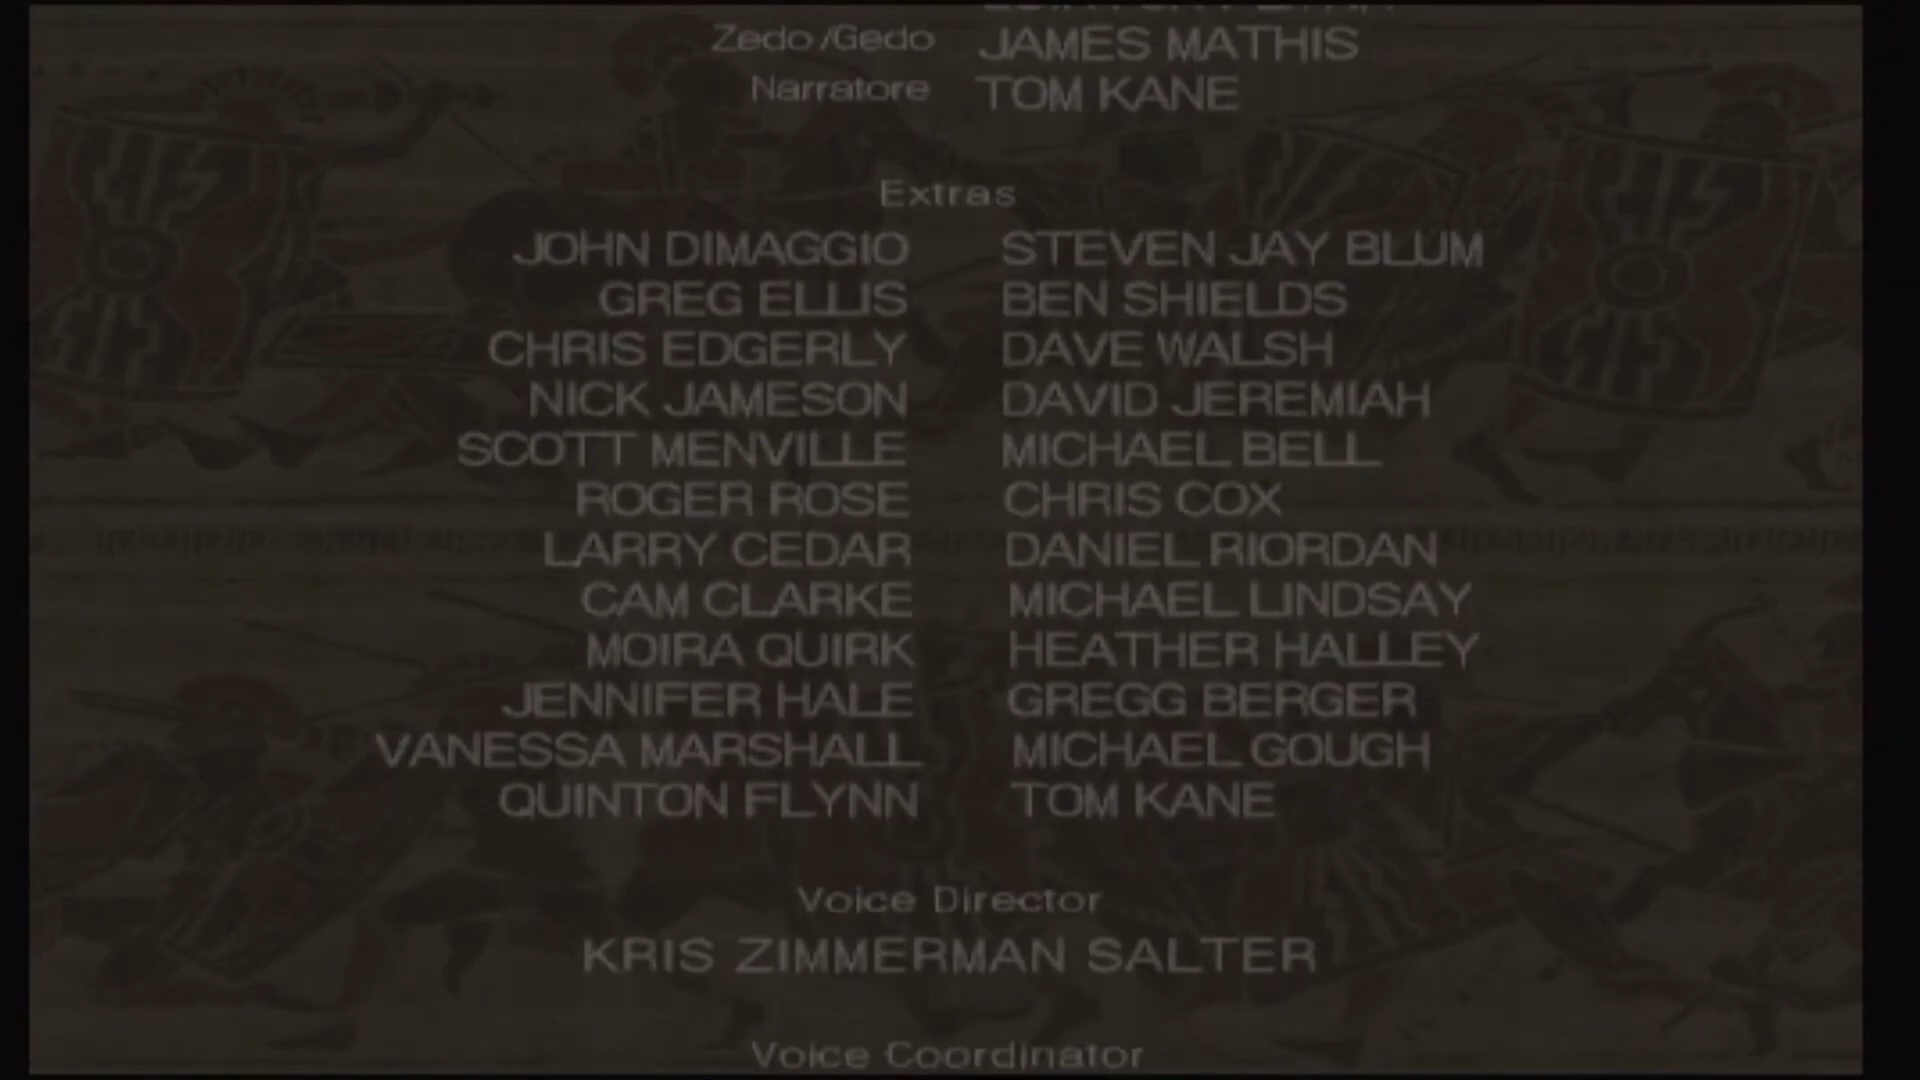 Zedo/Gedo JAMES MATHIS
Narratore TOM KANE
Extras
JOHN DIMAGGIO STEVEN JAY BLUM
GREG ELLIS BEN SHIELDS
CHRIS EDGERLY DAVE WALSH
NICK JAMESON DAVID JEREMIAH
SCOTT MENVILLE MICHAEL BELL
ROGER ROSE CHRIS COX
LARRY CEDAR DANIEL RIORDAN
CAM CLARKE MICHAEL LINDSAY
MOIRA QUIRK HEATHER HALLEY
JENNIFER HALE GREGG BERGER
VANESSA MARSHALL MICHAEL GOUGH
QUINTON FLYNN TOM KANE
Voice Director
KRIS ZIMMERMAN SALTER
Voice Coordinator